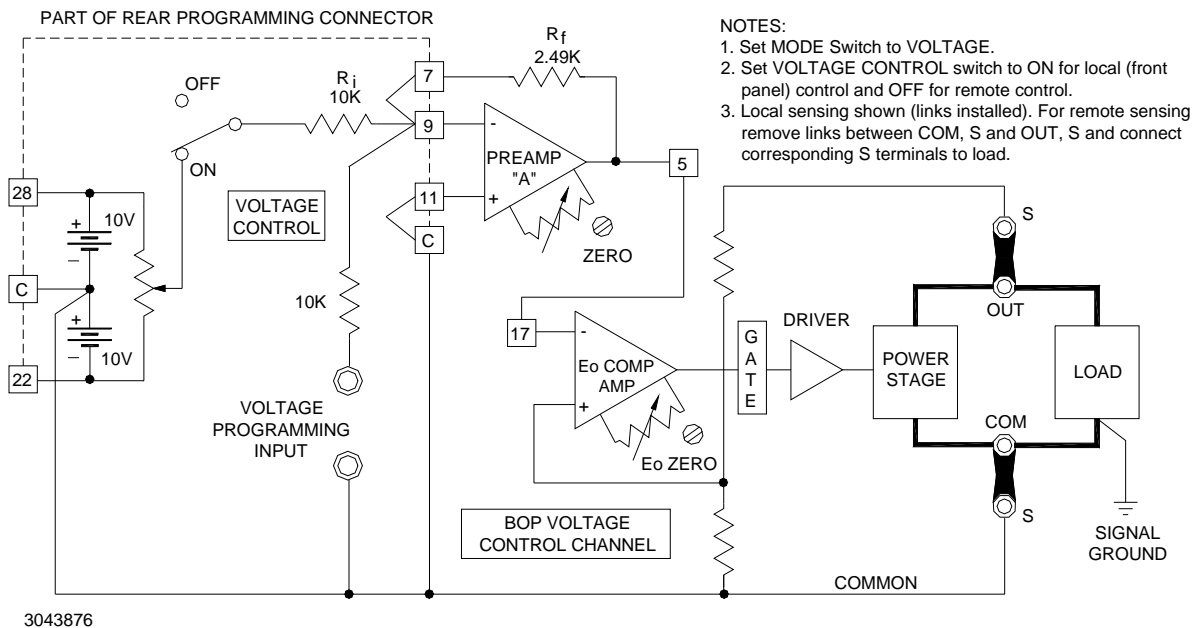 PART OF REAR PROGRAMMING CONNECTOR
NOTES:
1. Set MODE Switch to VOLTAGE.
2. Set VOLTAGE CONTROL switch to ON for local (front
panel) control and OFF for remote control.
3. Local sensing shown (links installed). For remote sensing
remove links between COM, S and OUT, S and connect
corresponding S terminals to load.
OFF
ON
Ri
10K
7
9
11
C
Rf
2.49K
-
PREAMP
"A"
+
ZERO
5
28
+
10V
–
C
+
10V
–
22
VOLTAGE
CONTROL
10K
VOLTAGE
PROGRAMMING
INPUT
17
-
Eo COMP
AMP
+
Eo ZERO
GATE
DRIVER
POWER
STAGE
S
OUT
LOAD
COM
S
SIGNAL
GROUND
BOP VOLTAGE
CONTROL CHANNEL
COMMON
3043876